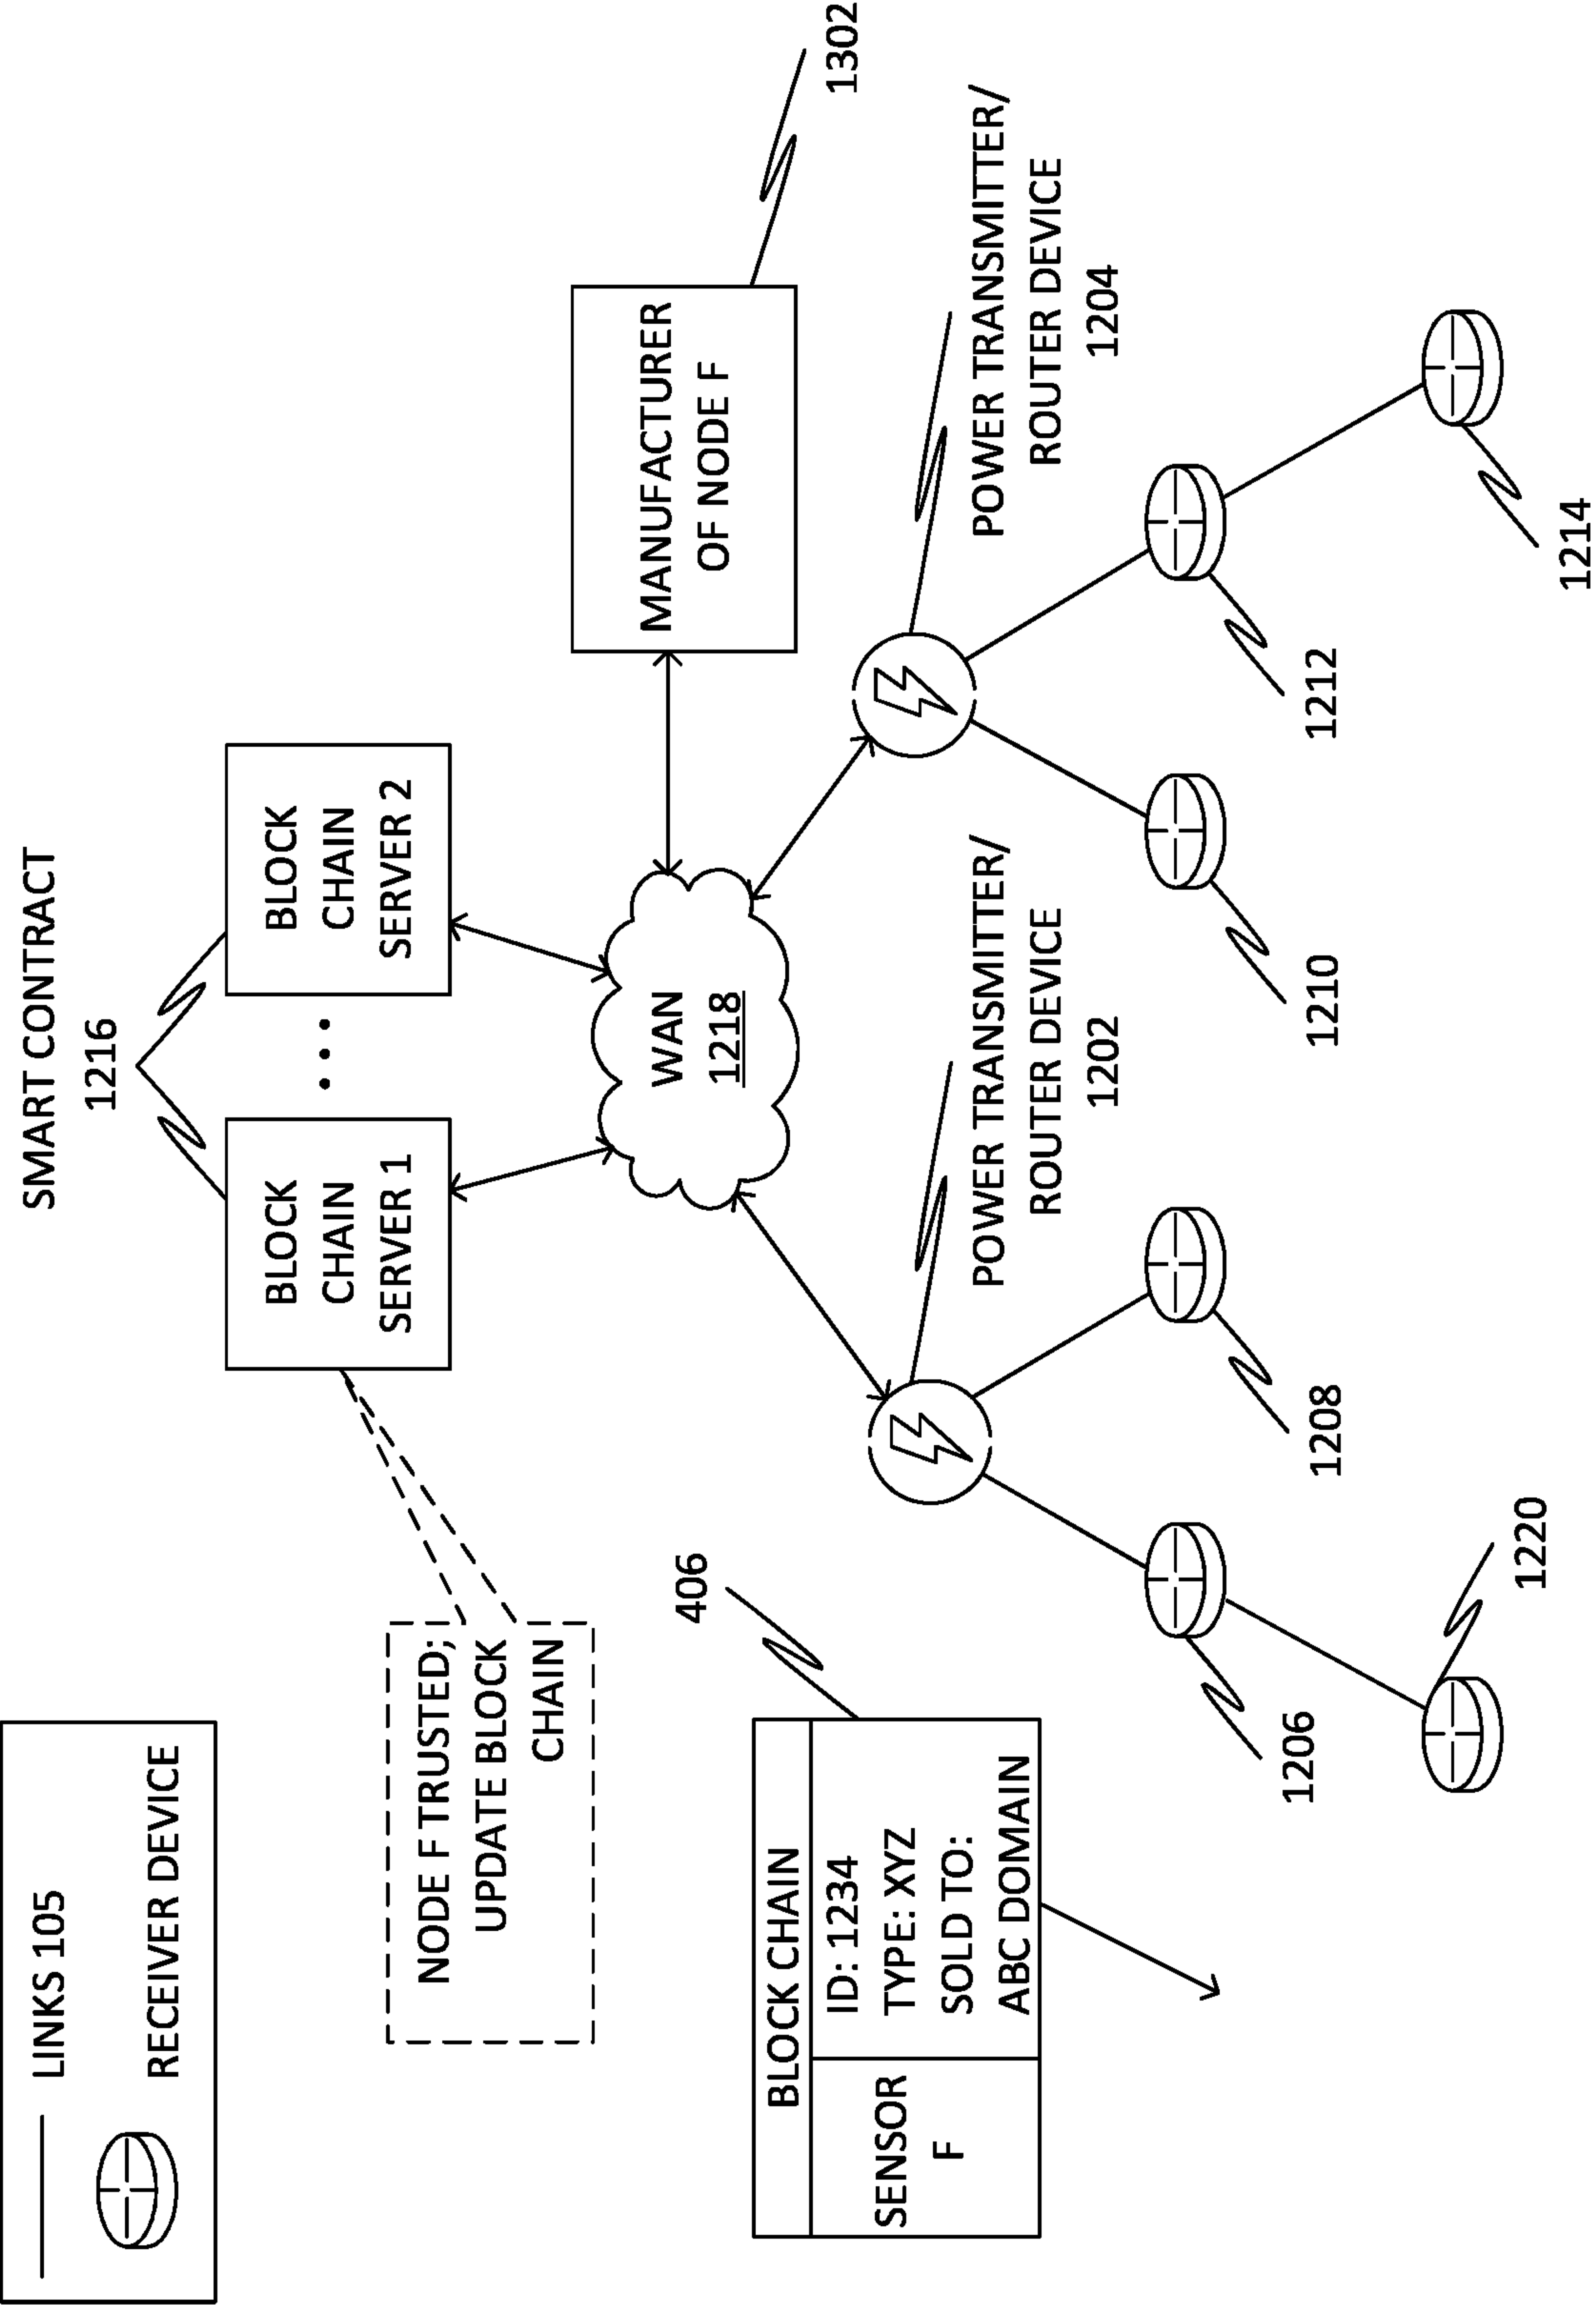 LINKS 105
RECEIVER DEVICE
SMART CONTRACT
1216
BLOCK
CHAIN
SERVER 1
BLOCK
CHAIN
SERVER 2
NODE F TRUSTED;
UPDATE BLOCK
CHAIN
WAN
1218
MANUFACTURER
OF NODE F
1302
406
BLOCK CHAIN
SENSOR
F
ID: 1234
TYPE: XYZ
SOLD TO:
ABC DOMAIN
POWER TRANSMITTER/
ROUTER DEVICE
1202
POWER TRANSMITTER/
ROUTER DEVICE
1204
1206
1208
1210
1212
1220
1214